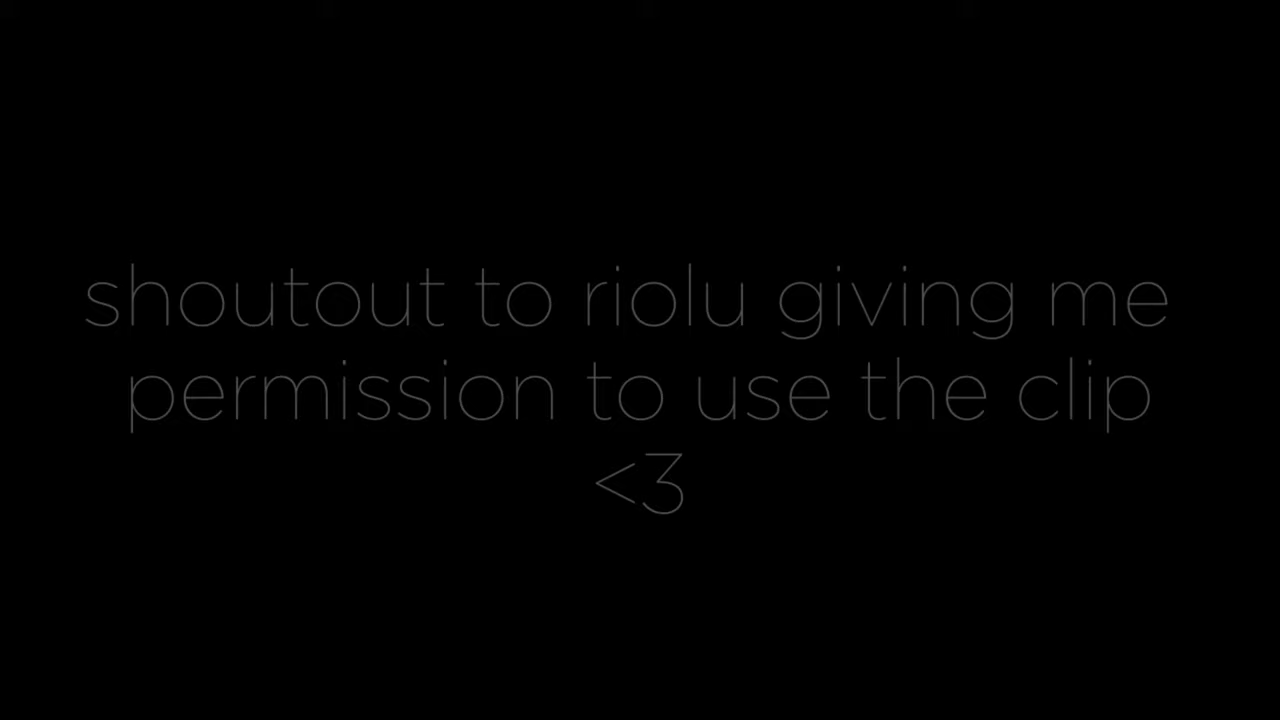 shoutout to riolu giving me
permission to use the clip
<3